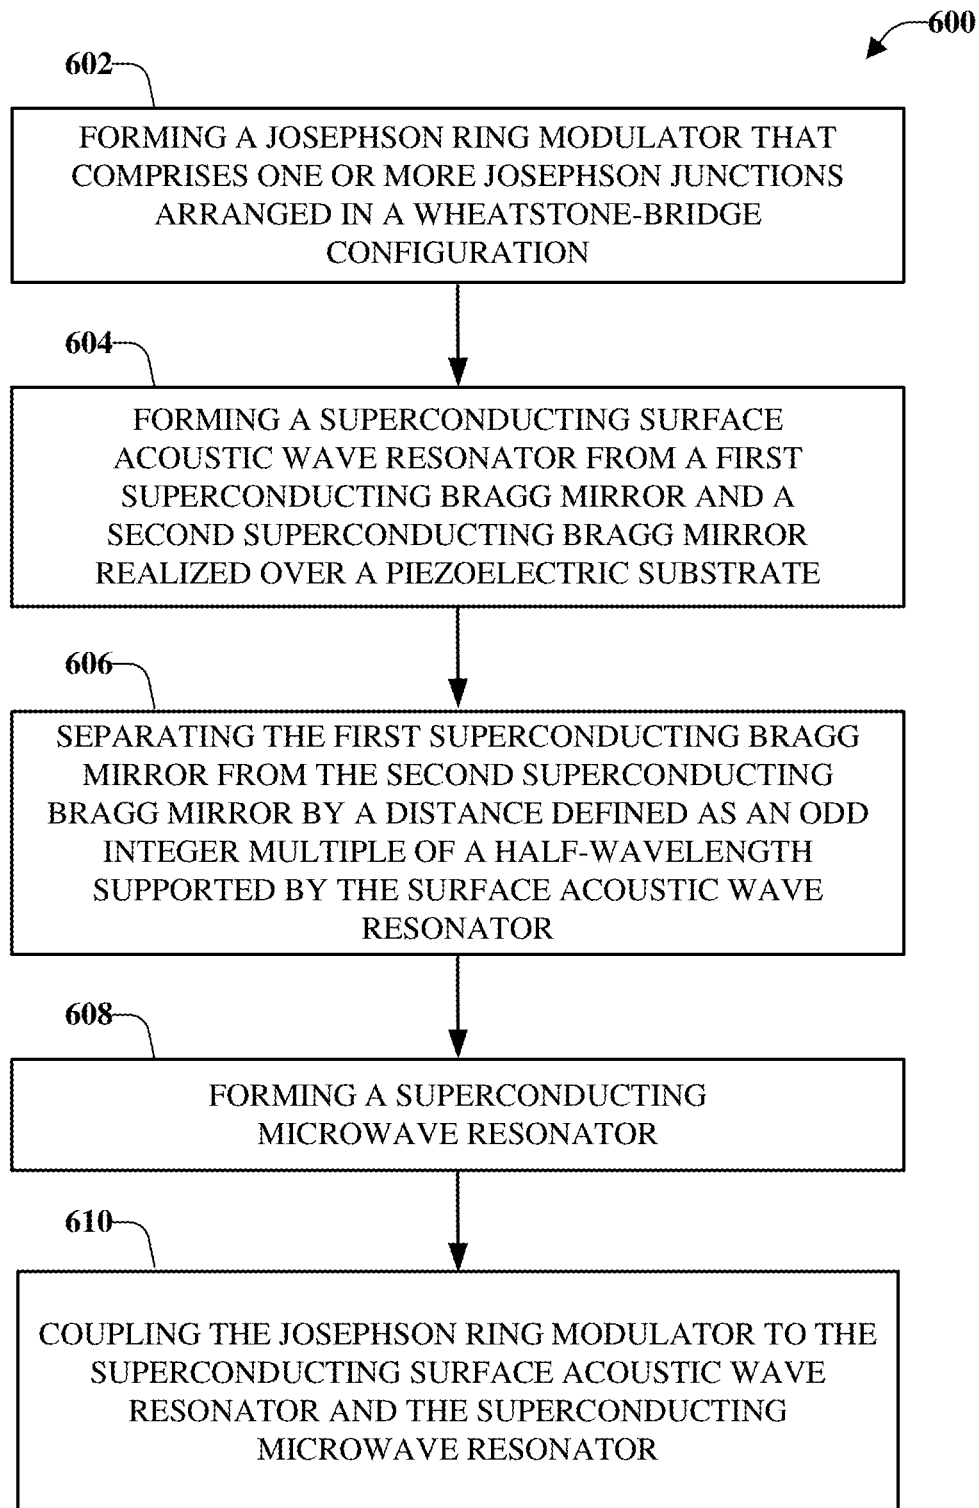 600
602
FORMING A JOSEPHSON RING MODULATOR THAT
COMPRISES ONE OR MORE JOSEPHSON JUNCTIONS
ARRANGED IN A WHEATSTONE-BRIDGE
CONFIGURATION
604
FORMING A SUPERCONDUCTING SURFACE
ACOUSTIC WAVE RESONATOR FROM A FIRST
SUPERCONDUCTING BRAGG MIRROR AND A
SECOND SUPERCONDUCTING BRAGG MIRROR
REALIZED OVER A PIEZOELECTRIC SUBSTRATE
606
SEPARATING THE FIRST SUPERCONDUCTING BRAGG
MIRROR FROM THE SECOND SUPERCONDUCTING
BRAGG MIRROR BY A DISTANCE DEFINED AS AN ODD
INTEGER MULTIPLE OF A HALF-WAVELENGTH
SUPPORTED BY THE SURFACE ACOUSTIC WAVE
RESONATOR
608
FORMING A SUPERCONDUCTING
MICROWAVE RESONATOR
610
COUPLING THE JOSEPHSON RING MODULATOR TO THE
SUPERCONDUCTING SURFACE ACOUSTIC WAVE
RESONATOR AND THE SUPERCONDUCTING
MICROWAVE RESONATOR